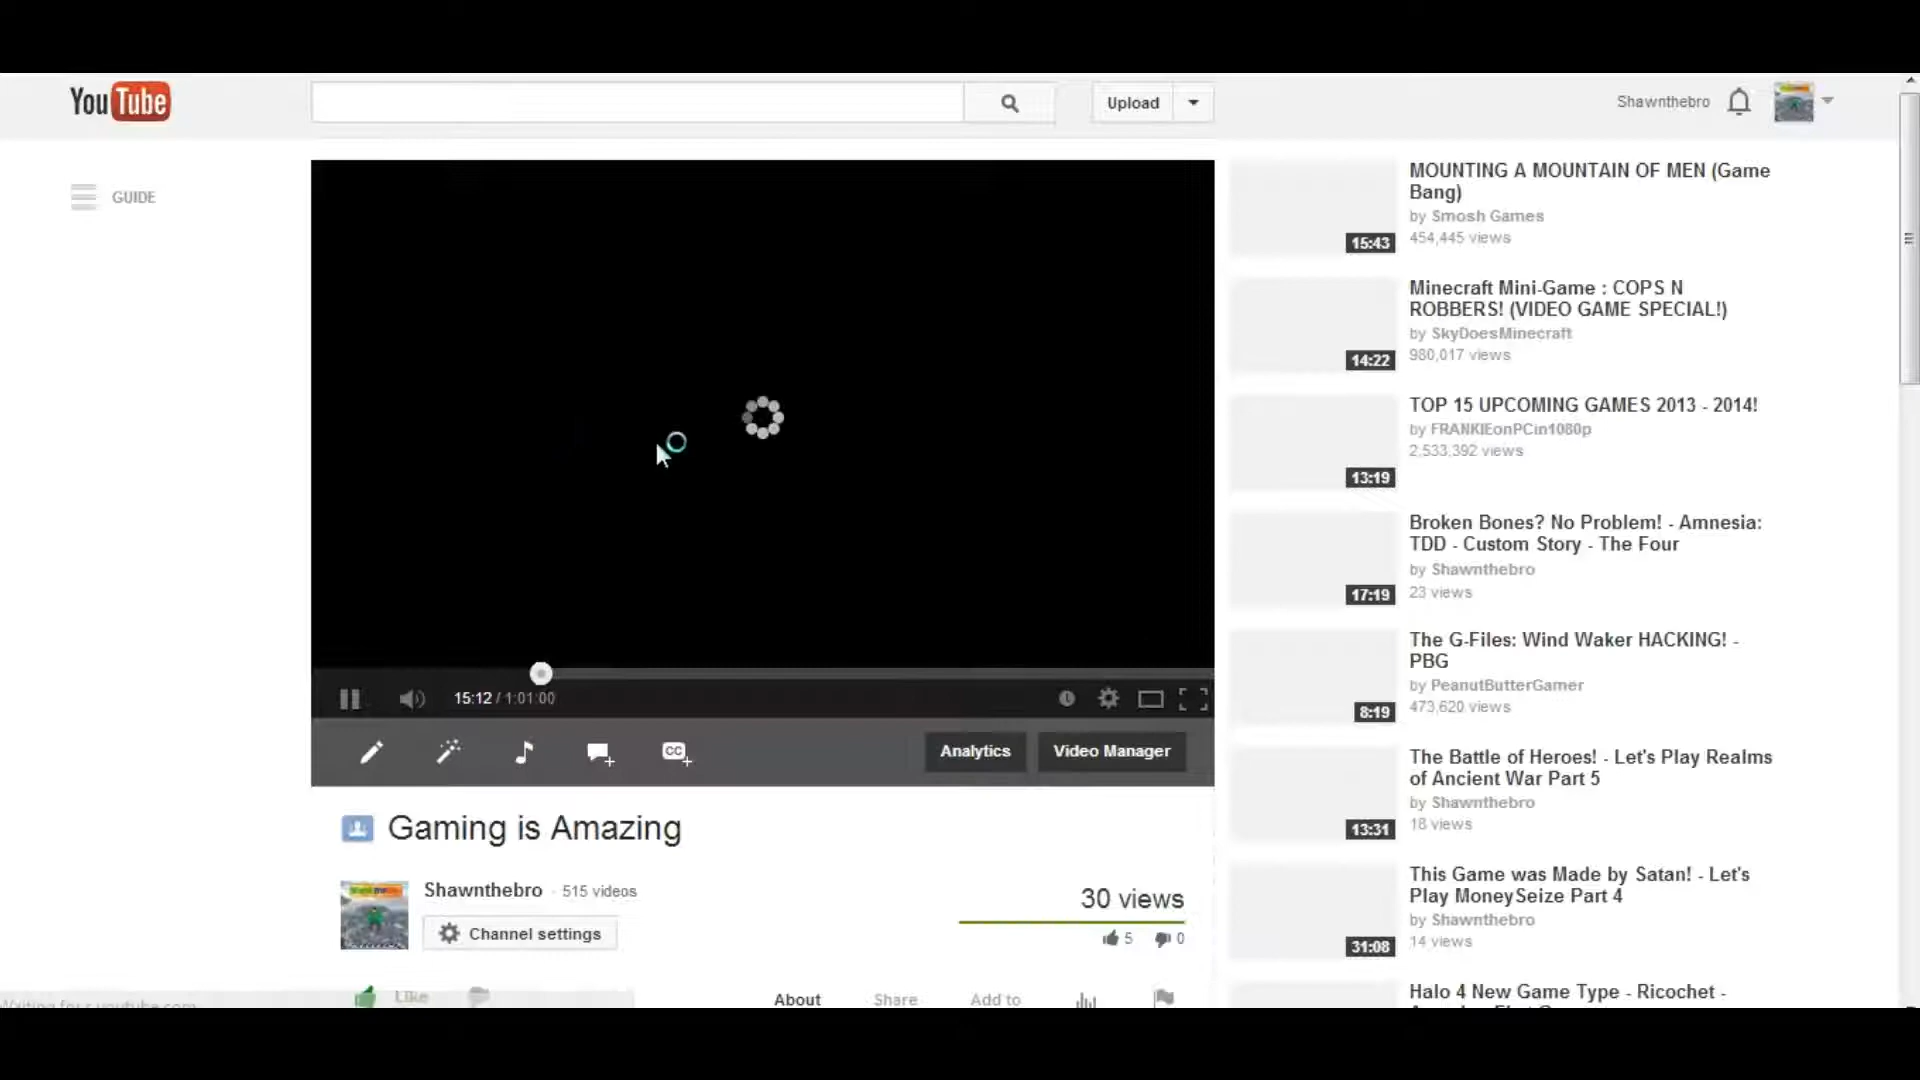 YouTube
Upload
Shawnthebro
GUIDE
15:12 / 1:01:00
CC
Analytics
Video Manager
Gaming is Amazing
Shawnthebro · 515 videos
Channel settings
30 views
5
0
Like
About
Share
Add to
MOUNTING A MOUNTAIN OF MEN (Game
Bang)
by Smosh Games
454,445 views
15:43
Minecraft Mini-Game : COPS N
ROBBERS! (VIDEO GAME SPECIAL!)
by SkyDoesMinecraft
980,017 views
14:22
TOP 15 UPCOMING GAMES 2013 - 2014!
by FRANKIEonPCin1080p
2,533,392 views
13:19
Broken Bones? No Problem! - Amnesia:
TDD - Custom Story - The Four
by Shawnthebro
23 views
17:19
The G-Files: Wind Waker HACKING! -
PBG
by PeanutButterGamer
473,620 views
8:19
The Battle of Heroes! - Let's Play Realms
of Ancient War Part 5
by Shawnthebro
18 views
13:31
This Game was Made by Satan! - Let's
Play MoneySeize Part 4
by Shawnthebro
14 views
31:08
Halo 4 New Game Type - Ricochet -